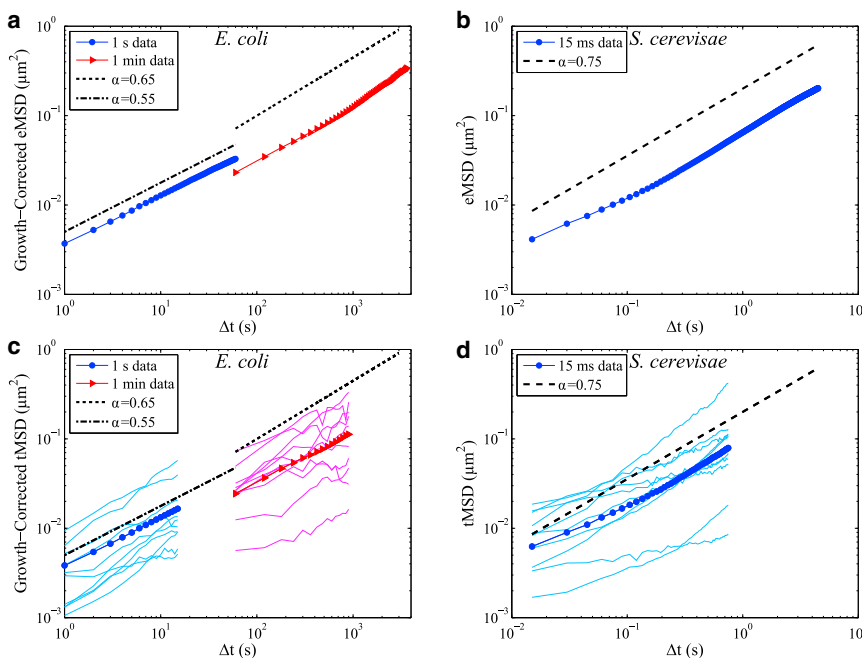 a
E. coli
1 s data
1 min data
α=0.65
α=0.55
Growth−Corrected eMSD (μm²)
10⁰
10⁻¹
10⁻²
10⁻³
10⁰
10¹
10²
10³
Δt (s)
b
S. cerevisae
15 ms data
α=0.75
eMSD (μm²)
10⁰
10⁻¹
10⁻²
10⁻³
10⁻²
10⁻¹
10⁰
10¹
Δt (s)
c
E. coli
1 s data
1 min data
α=0.65
α=0.55
Growth−Corrected tMSD (μm²)
10⁰
10⁻¹
10⁻²
10⁻³
10⁰
10¹
10²
10³
Δt (s)
d
S. cerevisae
15 ms data
α=0.75
tMSD (μm²)
10⁰
10⁻¹
10⁻²
10⁻³
10⁻²
10⁻¹
10⁰
Δt (s)